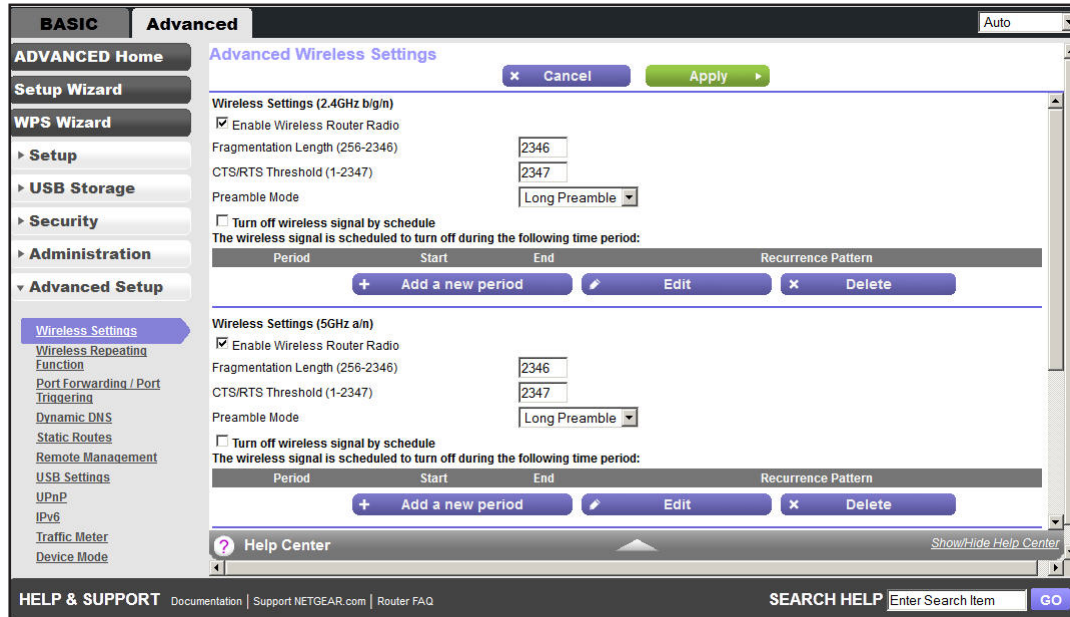 BASIC
Advanced
Auto
ADVANCED Home
Setup Wizard
WPS Wizard
Setup
USB Storage
Security
Administration
Advanced Setup
Wireless Settings
Wireless Repeating
Function
Port Forwarding / Port
Triggering
Dynamic DNS
Static Routes
Remote Management
USB Settings
UPnP
IPv6
Traffic Meter
Device Mode
Advanced Wireless Settings
Cancel
Apply
Wireless Settings (2.4GHz b/g/n)
Enable Wireless Router Radio
Fragmentation Length (256-2346) 2346
CTS/RTS Threshold (1-2347) 2347
Preamble Mode Long Preamble
Turn off wireless signal by schedule
The wireless signal is scheduled to turn off during the following time period:
Period Start End Recurrence Pattern
Add a new period Edit Delete
Wireless Settings (5GHz a/n)
Enable Wireless Router Radio
Fragmentation Length (256-2346) 2346
CTS/RTS Threshold (1-2347) 2347
Preamble Mode Long Preamble
Turn off wireless signal by schedule
The wireless signal is scheduled to turn off during the following time period:
Period Start End Recurrence Pattern
Add a new period Edit Delete
? Help Center Show/Hide Help Center
HELP & SUPPORT Documentation | Support NETGEAR.com | Router FAQ SEARCH HELP Enter Search Item GO